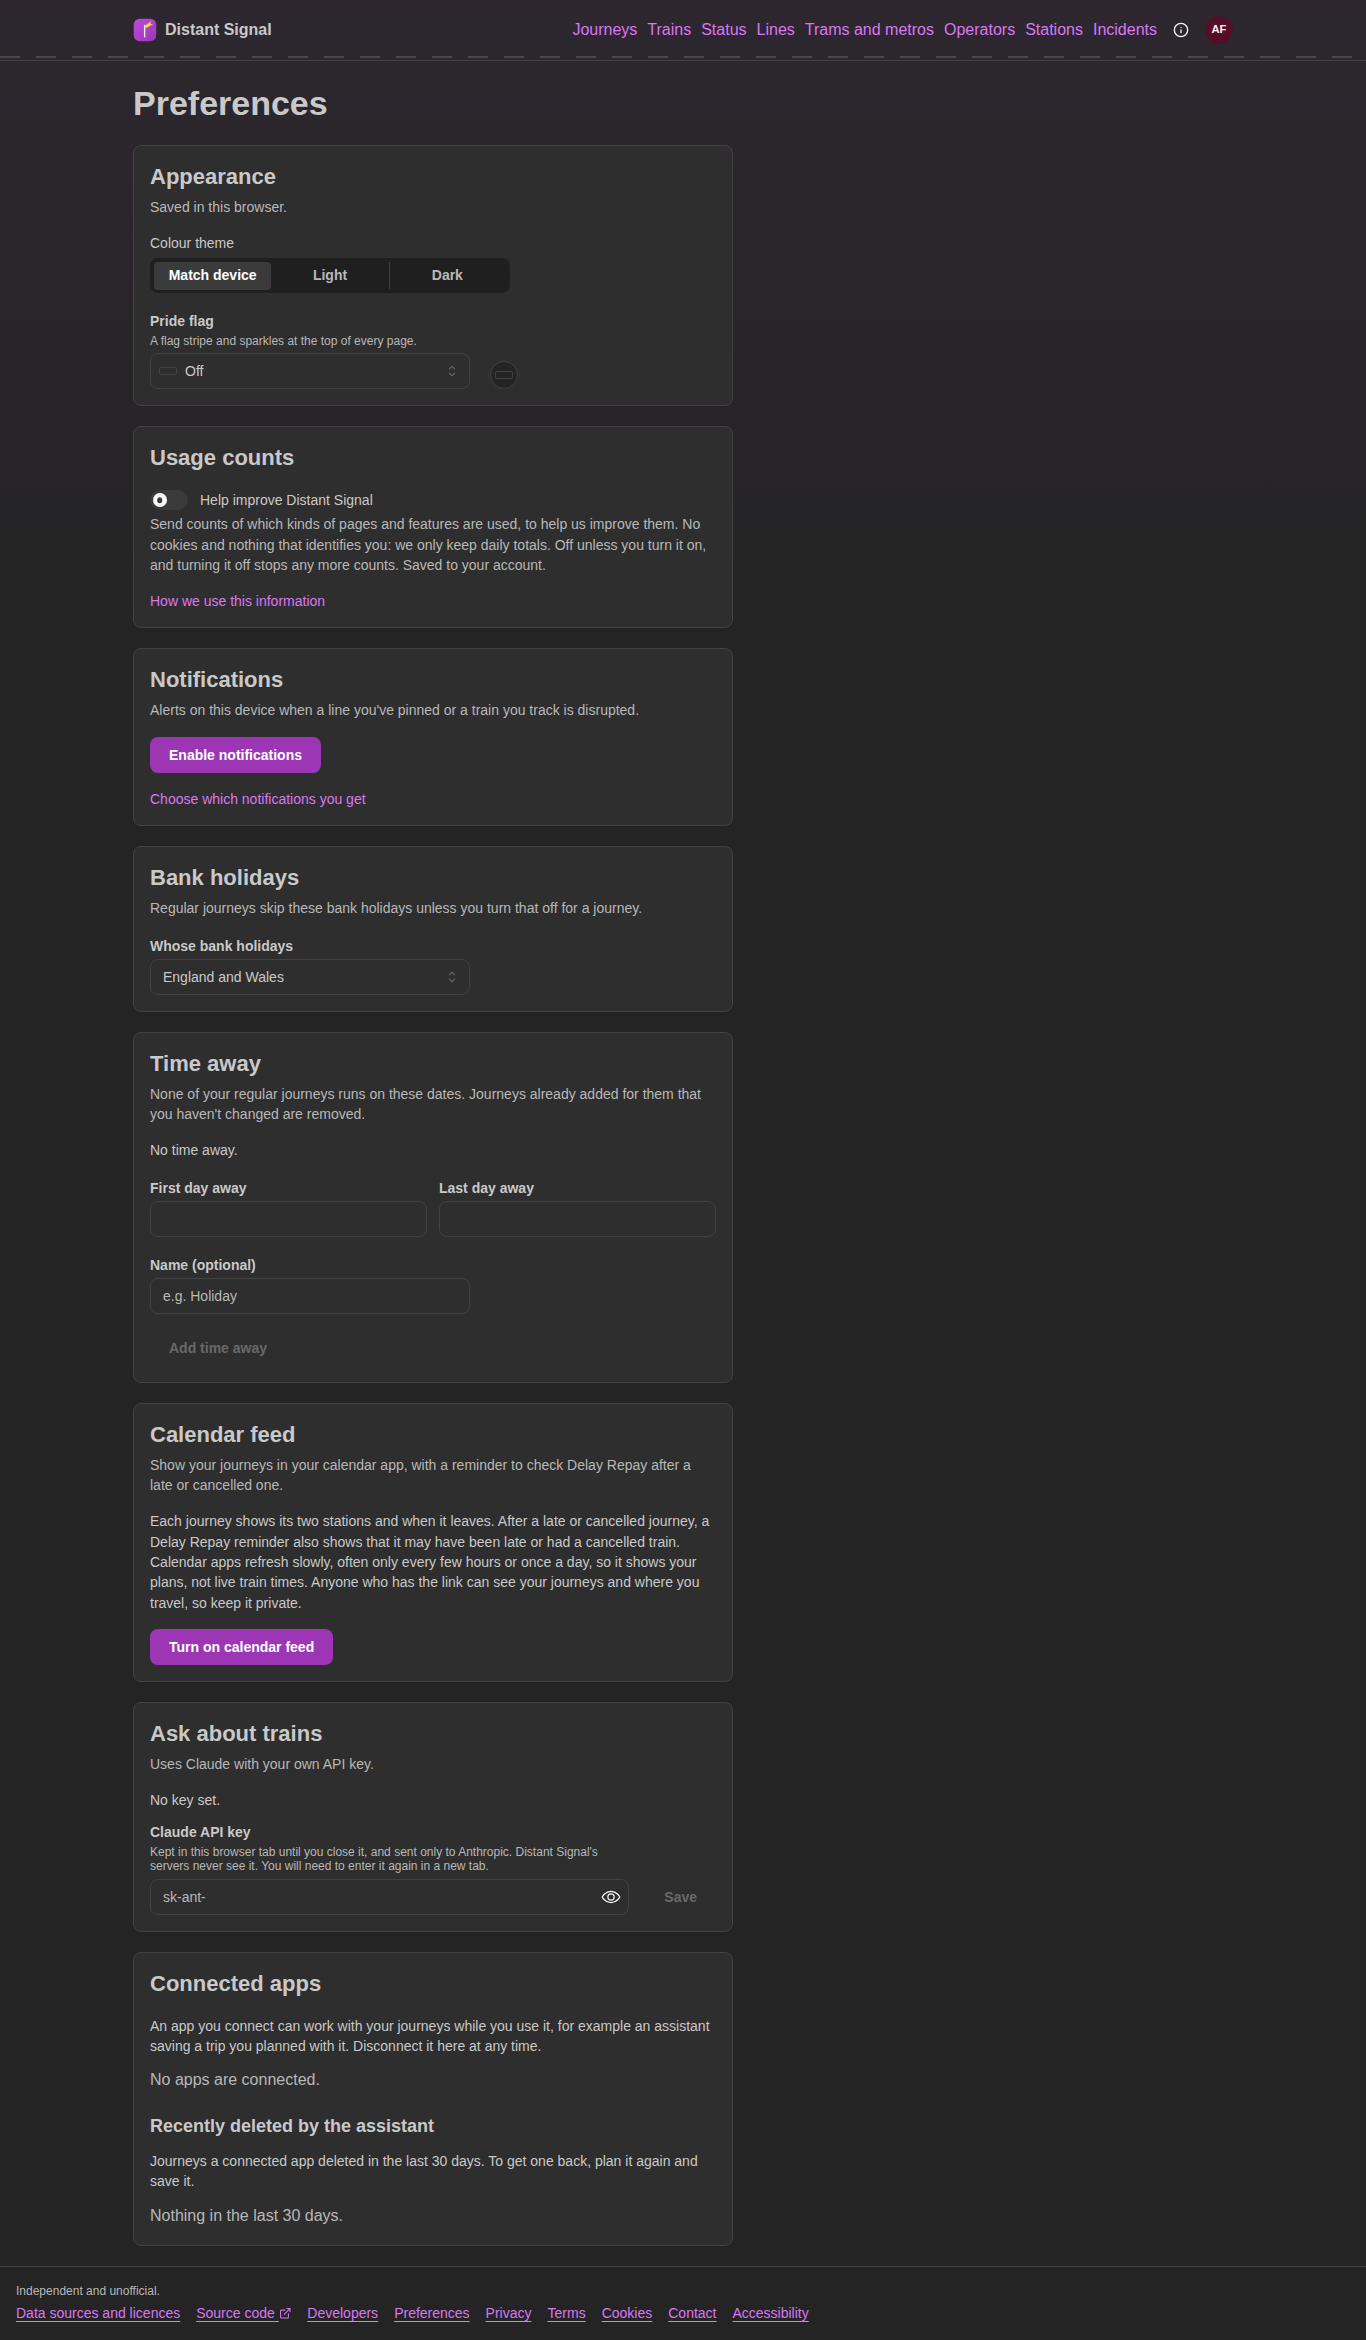 Distant Signal
Journeys Trains Status Lines Trams and metros Operators Stations Incidents AF
Preferences
Appearance
Saved in this browser.
Colour theme
Match device Light Dark
Pride flag
A flag stripe and sparkles at the top of every page.
Off
Usage counts
Help improve Distant Signal
Send counts of which kinds of pages and features are used, to help us improve them. No
cookies and nothing that identifies you: we only keep daily totals. Off unless you turn it on,
and turning it off stops any more counts. Saved to your account.
How we use this information
Notifications
Alerts on this device when a line you've pinned or a train you track is disrupted.
Enable notifications
Choose which notifications you get
Bank holidays
Regular journeys skip these bank holidays unless you turn that off for a journey.
Whose bank holidays
England and Wales
Time away
None of your regular journeys runs on these dates. Journeys already added for them that
you haven't changed are removed.
No time away.
First day away Last day away
Name (optional)
e.g. Holiday
Add time away
Calendar feed
Show your journeys in your calendar app, with a reminder to check Delay Repay after a
late or cancelled one.
Each journey shows its two stations and when it leaves. After a late or cancelled journey, a
Delay Repay reminder also shows that it may have been late or had a cancelled train.
Calendar apps refresh slowly, often only every few hours or once a day, so it shows your
plans, not live train times. Anyone who has the link can see your journeys and where you
travel, so keep it private.
Turn on calendar feed
Ask about trains
Uses Claude with your own API key.
No key set.
Claude API key
Kept in this browser tab until you close it, and sent only to Anthropic. Distant Signal's
servers never see it. You will need to enter it again in a new tab.
sk-ant- Save
Connected apps
An app you connect can work with your journeys while you use it, for example an assistant
saving a trip you planned with it. Disconnect it here at any time.
No apps are connected.
Recently deleted by the assistant
Journeys a connected app deleted in the last 30 days. To get one back, plan it again and
save it.
Nothing in the last 30 days.
Independent and unofficial.
Data sources and licences Source code Developers Preferences Privacy Terms Cookies Contact Accessibility